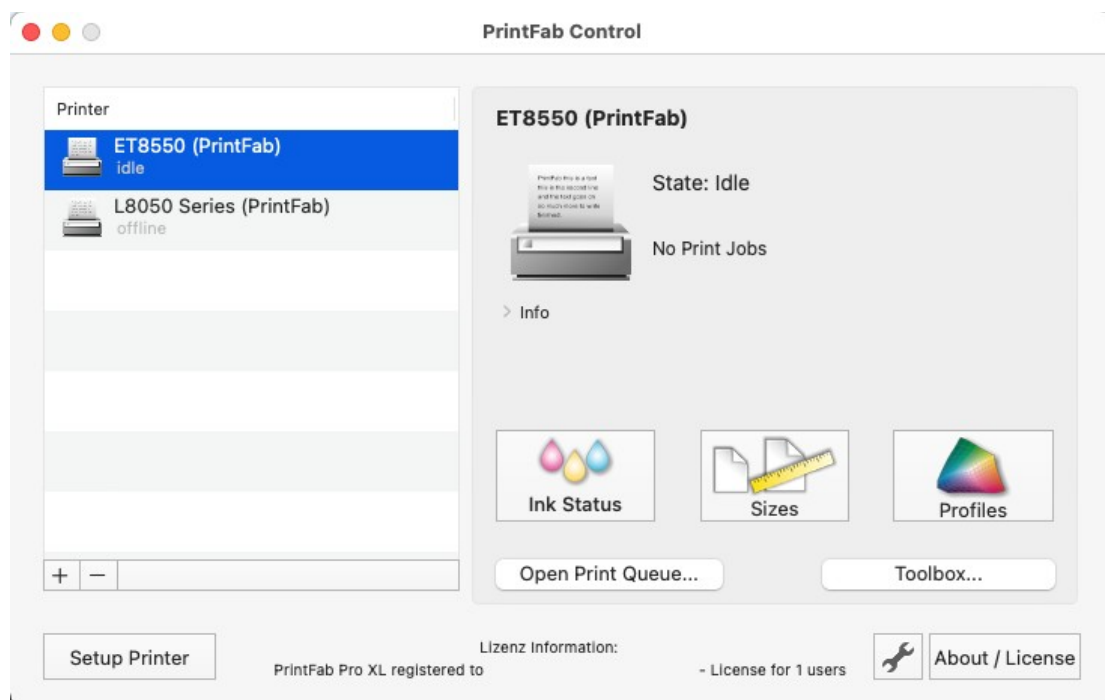 PrintFab Control
Printer
ET8550 (PrintFab)
idle
L8050 Series (PrintFab)
offline
+ −
ET8550 (PrintFab)
State: Idle
No Print Jobs
> Info
Ink Status
Sizes
Profiles
Open Print Queue...
Toolbox...
Setup Printer
Lizenz Information:
PrintFab Pro XL registered to - License for 1 users
About / License